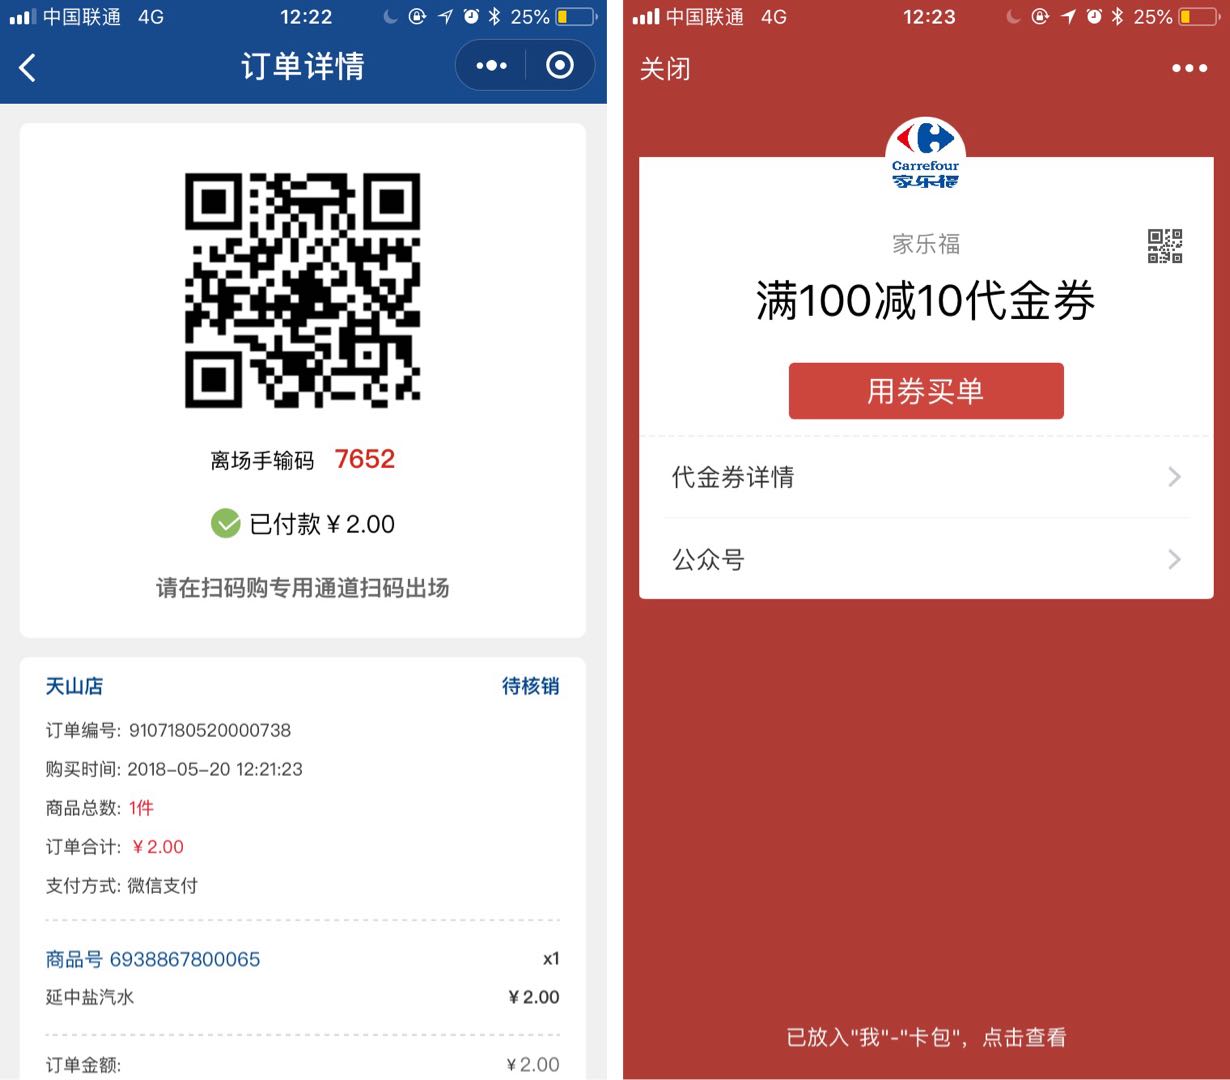 中国联通 4G 12:22 25%
订单详情
离场手输码 7652
已付款￥2.00
请在扫码购专用通道扫码出场
天山店 待核销
订单编号: 9107180520000738
购买时间: 2018-05-20 12:21:23
商品总数: 1件
订单合计: ￥2.00
支付方式: 微信支付
商品号 6938867800065 x1
延中盐汽水 ￥2.00
订单金额: ￥2.00
中国联通 4G 12:23 25%
关闭
Carrefour
家乐福
家乐福
满100减10代金券
用券买单
代金券详情
公众号
已放入"我"-"卡包"，点击查看